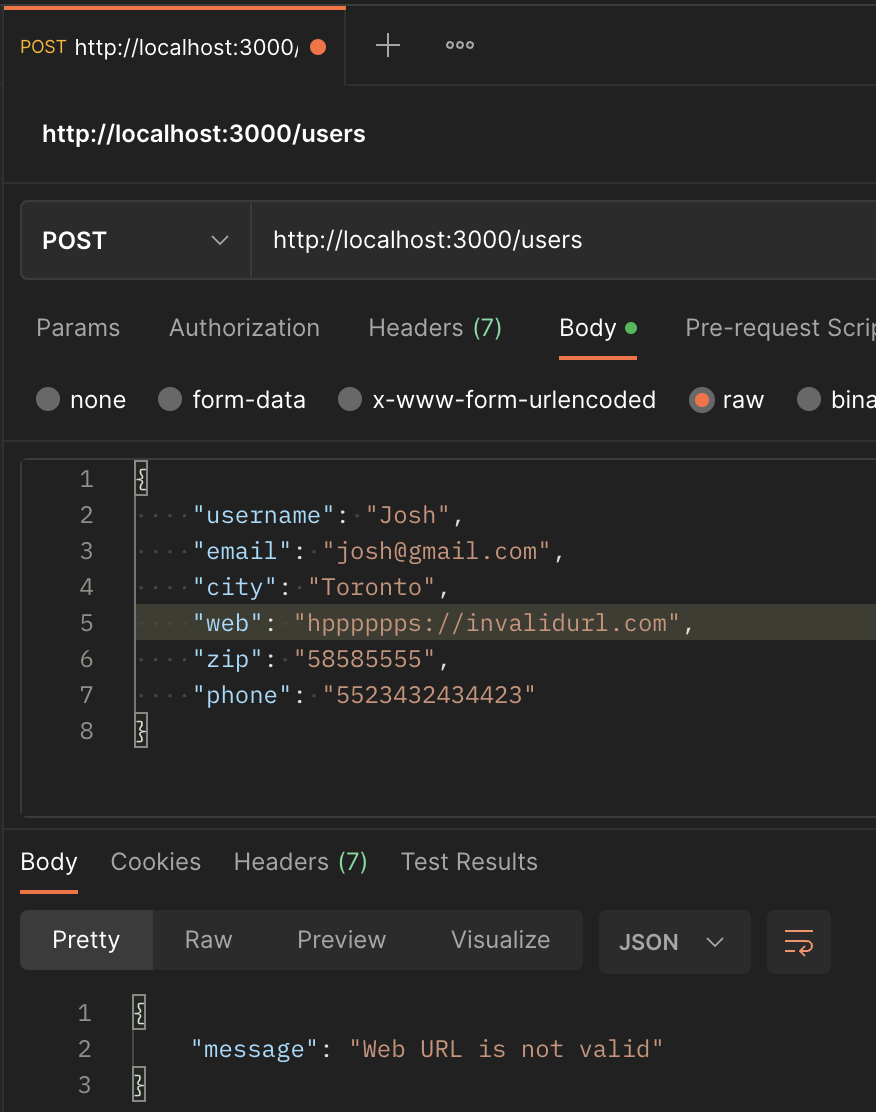 POST http://localhost:3000/
http://localhost:3000/users
POST http://localhost:3000/users
Params Authorization Headers (7) Body Pre-request Scrip
none form-data x-www-form-urlencoded raw bina
1 {
2 "username": "Josh",
3 "email": "josh@gmail.com",
4 "city": "Toronto",
5 "web": "hppppppps://invalidurl.com",
6 "zip": "58585555",
7 "phone": "5523432434423"
8 }
Body Cookies Headers (7) Test Results
Pretty Raw Preview Visualize JSON
1 {
2 "message": "Web URL is not valid"
3 }